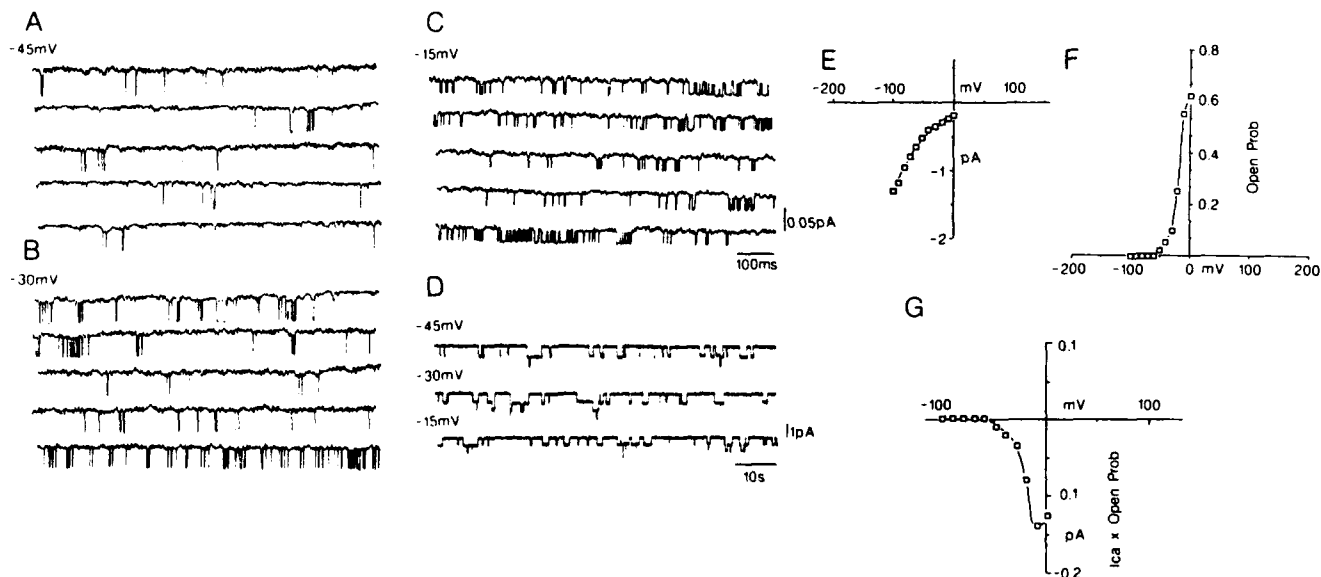 A
-45mV
B
-30mV
C
-15mV
0.05pA
100ms
D
-45mV
-30mV
-15mV
1pA
10s
E
mV
-200 -100 100
pA
-1
-2
F
0.8
0.6
0.4
0.2
Open Prob
-200 -100 0 mV 100 200
G
0.1
-100 mV 100
0.1
pA
-0.2
Ica x Open Prob